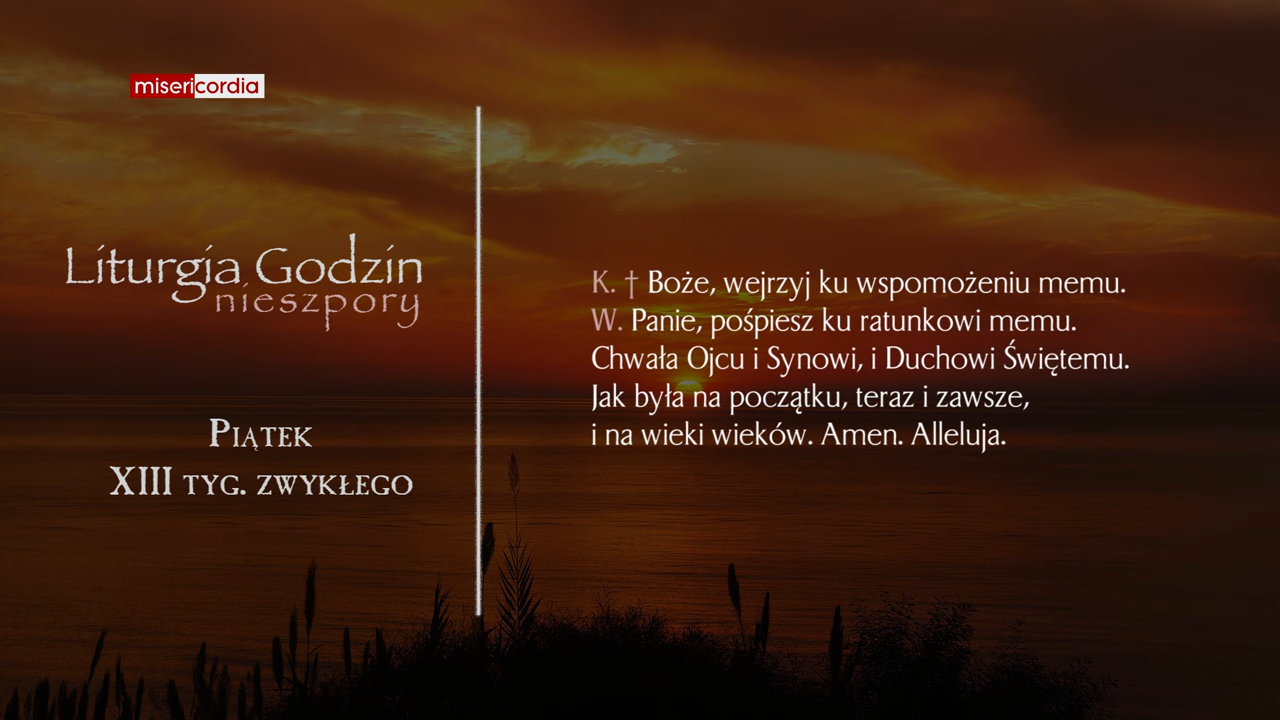 misericordia
Liturgia Godzin
nieszpory
Piątek
XIII tyg. zwykłego
K. † Boże, wejrzyj ku wspomożeniu memu.
W. Panie, pośpiesz ku ratunkowi memu.
Chwała Ojcu i Synowi, i Duchowi Świętemu.
Jak była na początku, teraz i zawsze,
i na wieki wieków. Amen. Alleluja.